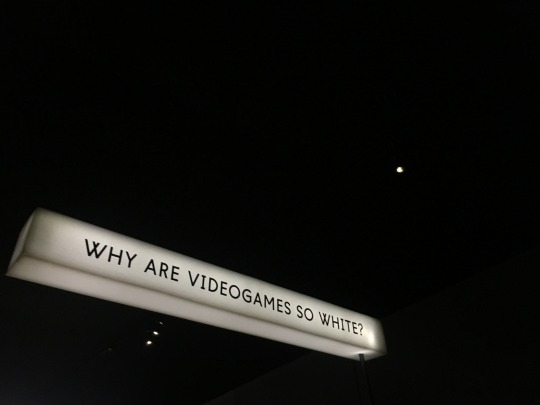 WHY ARE VIDEOGAMES SO WHITE?